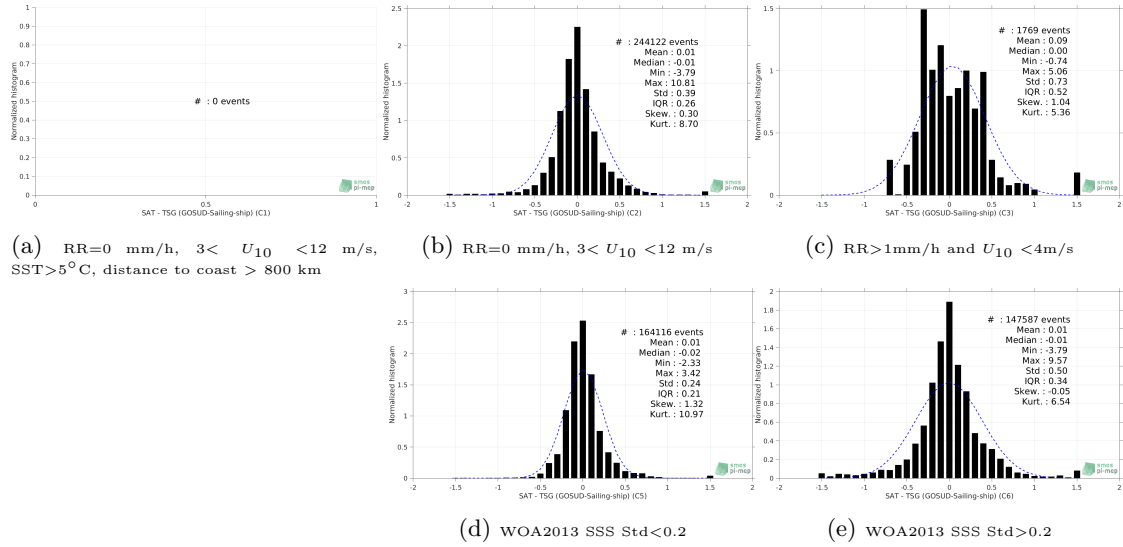 1
0.9
0.8
0.7
0.6
0.5
0.4
0.3
0.2
0.1
0
Normalized histogram
# : 0 events
smos
pi-mep
0 0.5 1
SAT - TSG (GOSUD-Sailing-ship) (C1)
(a) RR=0 mm/h, 3< U10 <12 m/s,
SST>5°C, distance to coast > 800 km
2.5
2
1.5
1
0.5
0
Normalized histogram
# : 244122 events
Mean : 0.01
Median : -0.01
Min : -3.79
Max : 10.81
Std : 0.39
IQR : 0.26
Skew. : 0.30
Kurt. : 8.70
smos
pi-mep
-2 -1.5 -1 -0.5 0 0.5 1 1.5 2
SAT - TSG (GOSUD-Sailing-ship) (C2)
(b) RR=0 mm/h, 3< U10 <12 m/s
1.5
1
0.5
0
Normalized histogram
# : 1769 events
Mean : 0.09
Median : 0.00
Min : -0.74
Max : 5.06
Std : 0.73
IQR : 0.52
Skew. : 1.04
Kurt. : 5.36
smos
pi-mep
-2 -1.5 -1 -0.5 0 0.5 1 1.5 2
SAT - TSG (GOSUD-Sailing-ship) (C3)
(c) RR>1mm/h and U10 <4m/s
3
2.5
2
1.5
1
0.5
0
Normalized histogram
# : 164116 events
Mean : 0.01
Median : -0.02
Min : -2.33
Max : 3.42
Std : 0.24
IQR : 0.21
Skew. : 1.32
Kurt. : 10.97
smos
pi-mep
-2 -1.5 -1 -0.5 0 0.5 1 1.5 2
SAT - TSG (GOSUD-Sailing-ship) (C5)
(d) WOA2013 SSS Std<0.2
2
1.8
1.6
1.4
1.2
1
0.8
0.6
0.4
0.2
0
Normalized histogram
# : 147587 events
Mean : 0.01
Median : -0.01
Min : -3.79
Max : 9.57
Std : 0.50
IQR : 0.34
Skew. : -0.05
Kurt. : 6.54
smos
pi-mep
-2 -1.5 -1 -0.5 0 0.5 1 1.5 2
SAT - TSG (GOSUD-Sailing-ship) (C6)
(e) WOA2013 SSS Std>0.2